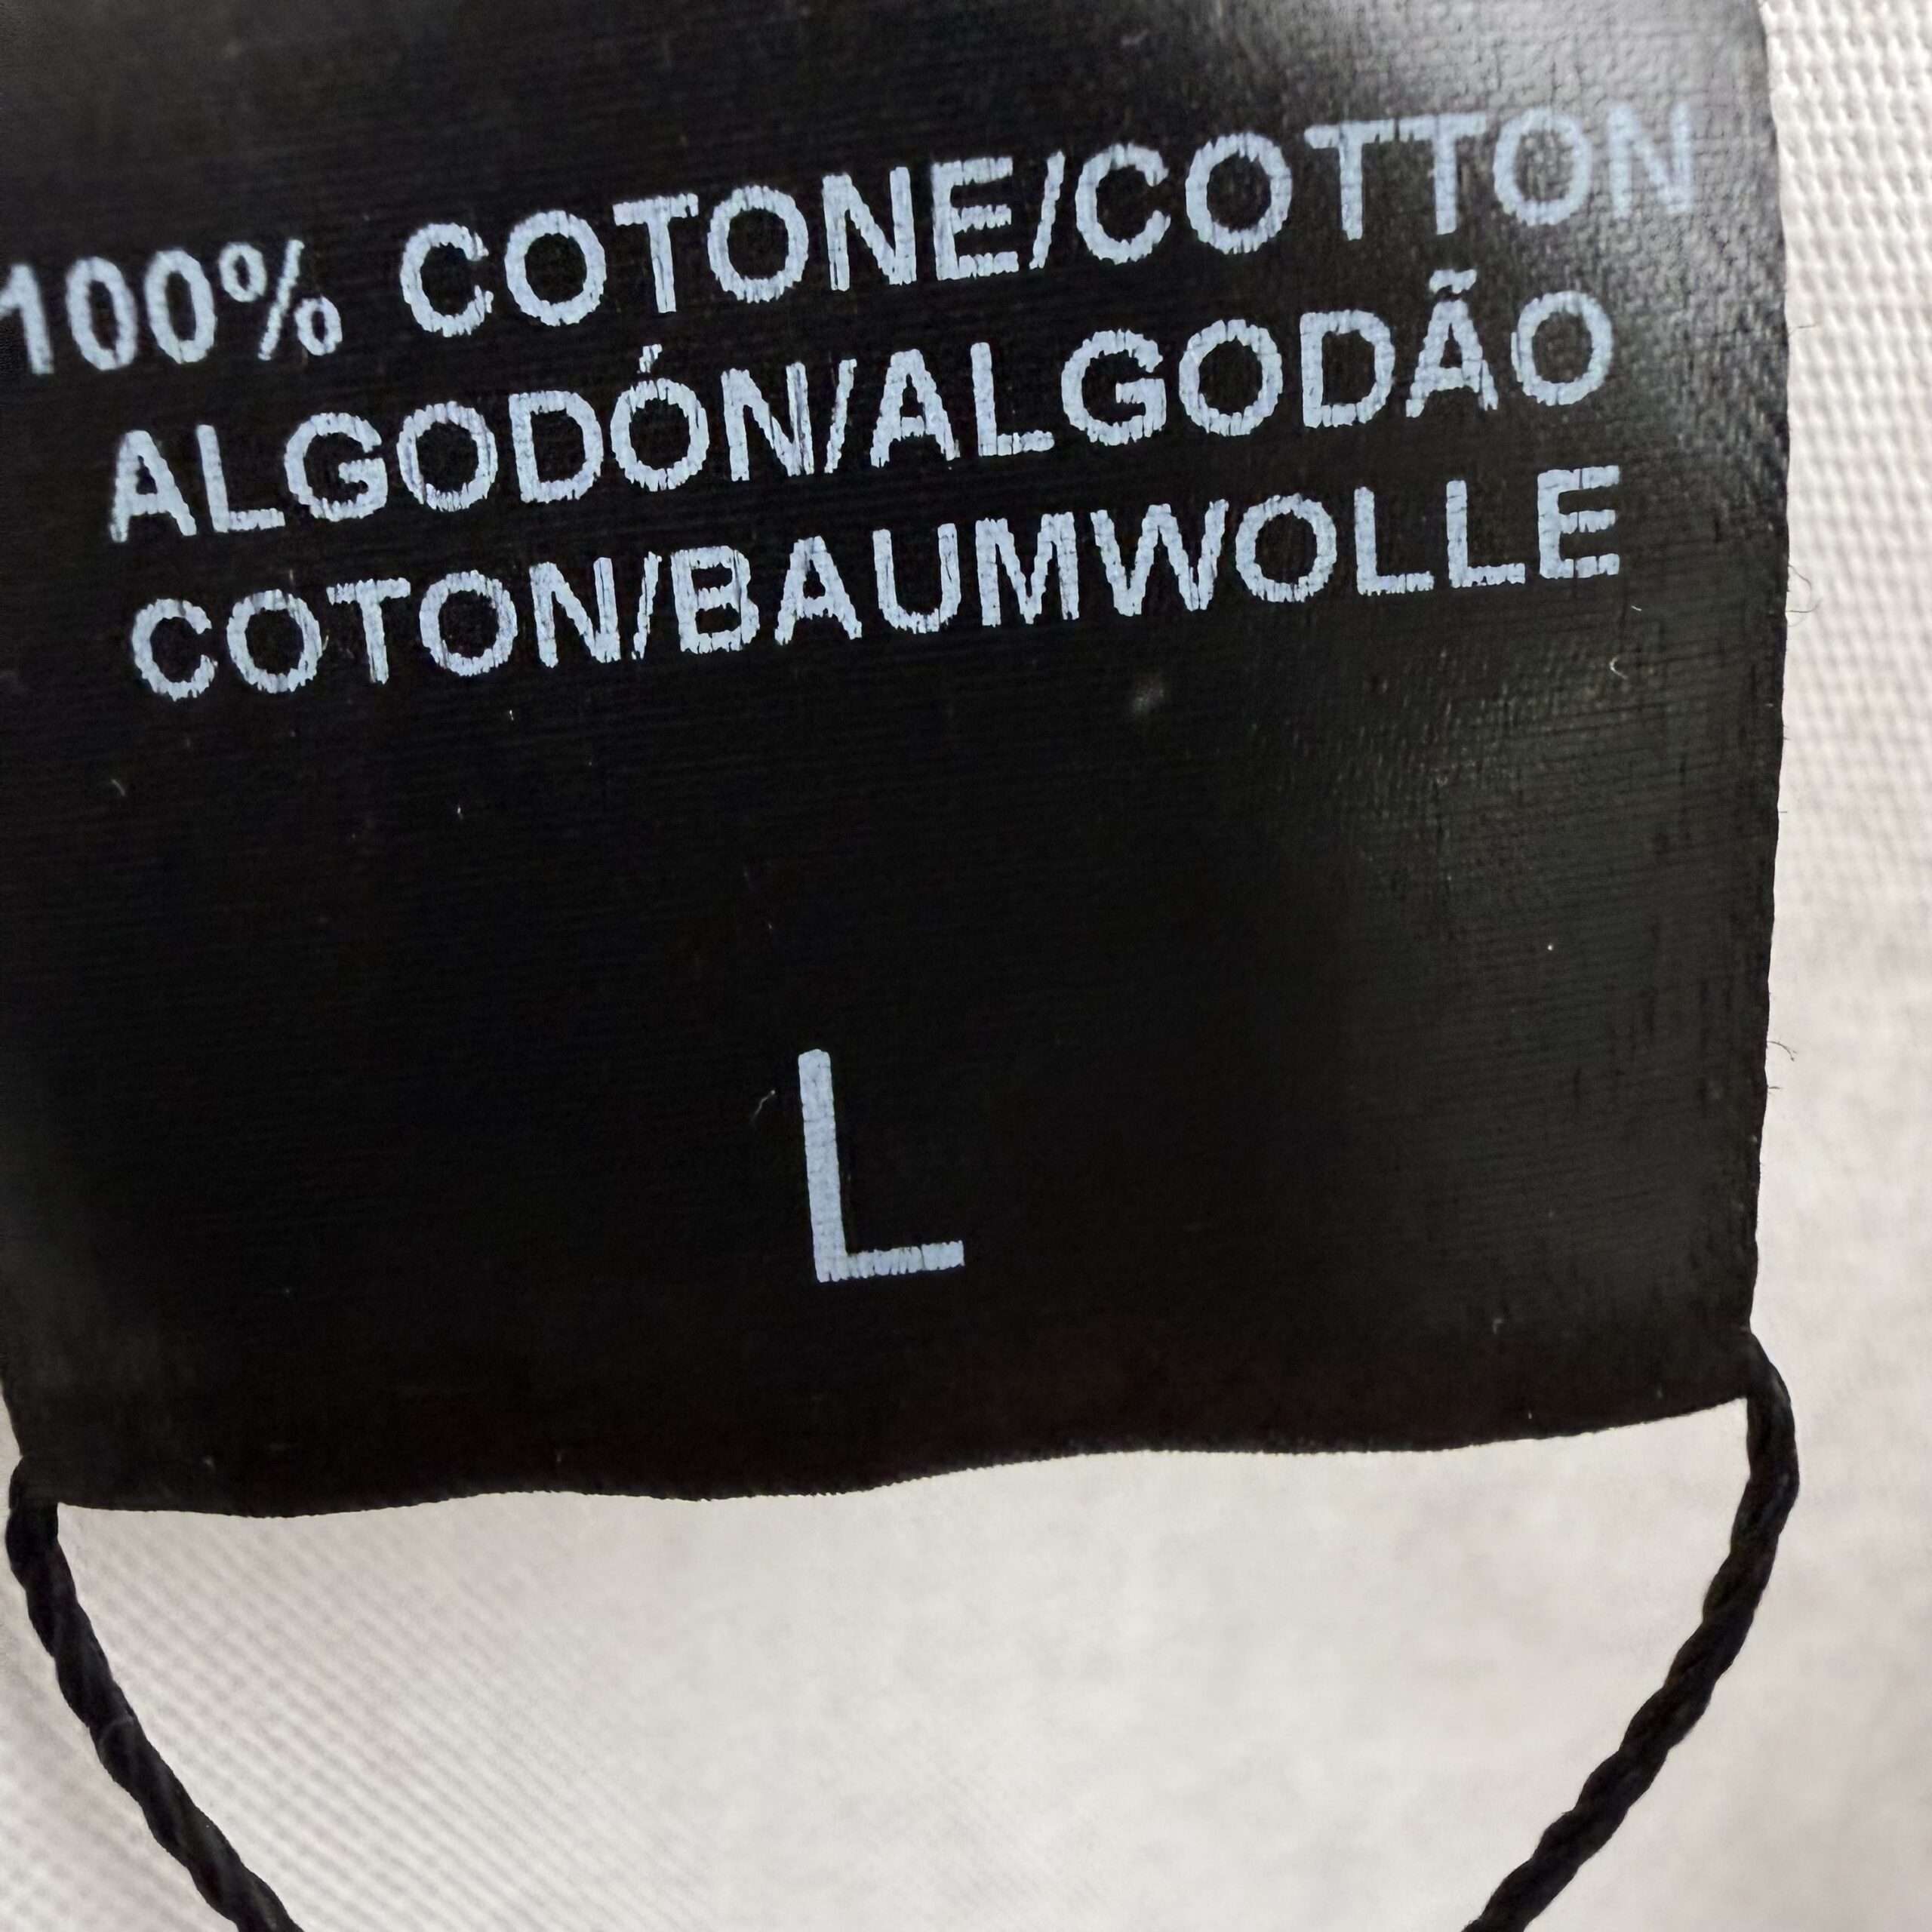 100% COTONE/COTTON
ALGODÓN/ALGODÃO
COTON/BAUMWOLLE
L